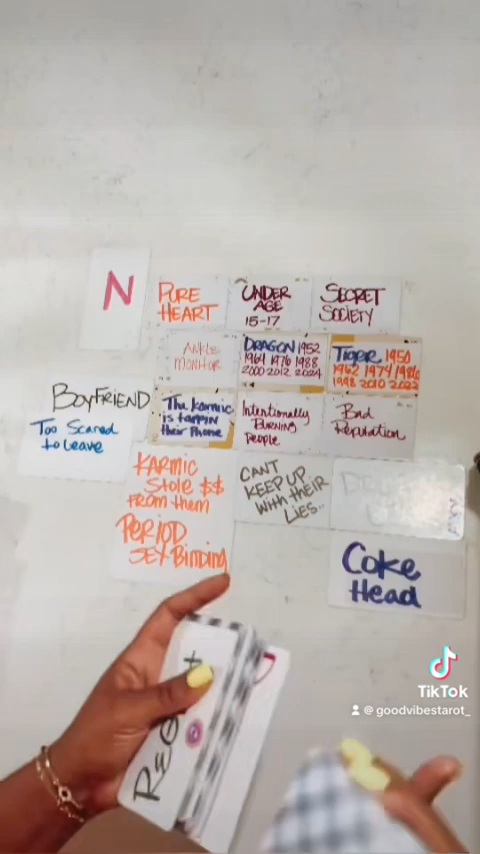 N
PURE
HEART
UNDER
AGE
15-17
SECRET
SOCIETY
ANKLE
MONITOR
DRAGON 1952
1964 1976 1988
2000 2012 2024
TIGER 1950
1962 1974 1986
1998 2010 2022
BOYFRIEND
Too Scared
to Leave
The Karmic
is tappin
their Phone
Intentionally
Burning
People
Bad
Reputation
KARMIC
Stole $$
FROM them
PERIOD
SEX Binding
CANT
KEEP UP
With their
LIES..
Coke
Head
TikTok
@ goodvibestarot_